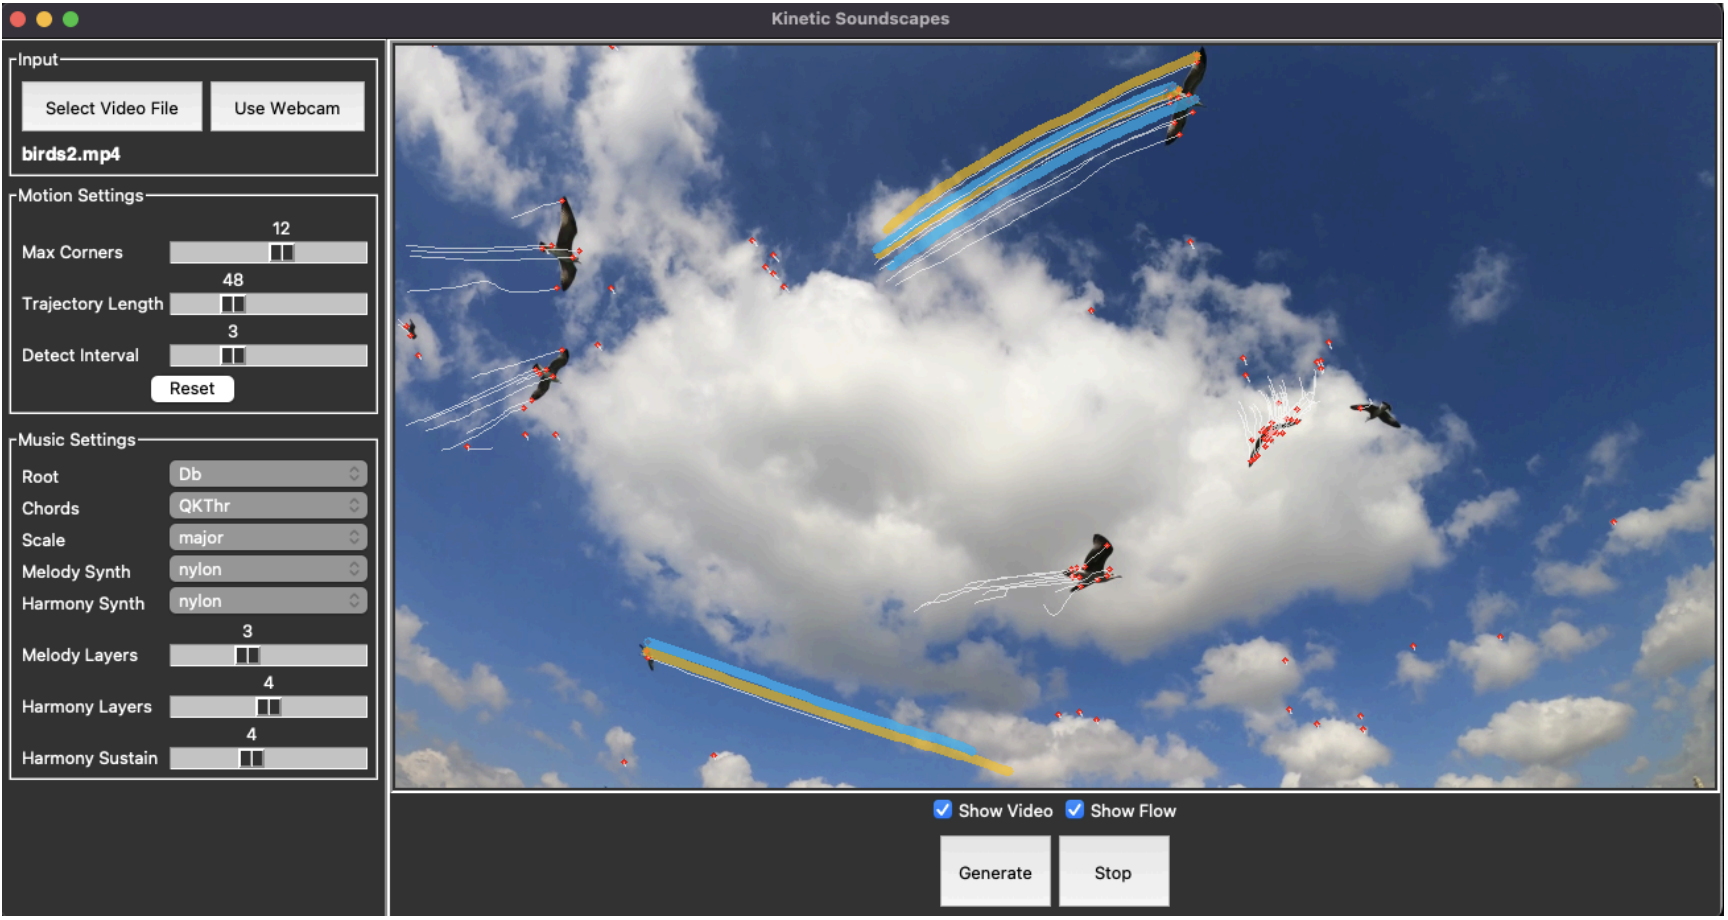 Kinetic Soundscapes
Input
Select Video File
Use Webcam
birds2.mp4
Motion Settings
12
Max Corners
48
Trajectory Length
3
Detect Interval
Reset
Music Settings
Root Db
Chords QKThr
Scale major
Melody Synth nylon
Harmony Synth nylon
3
Melody Layers
4
Harmony Layers
4
Harmony Sustain
Show Video Show Flow
Generate Stop